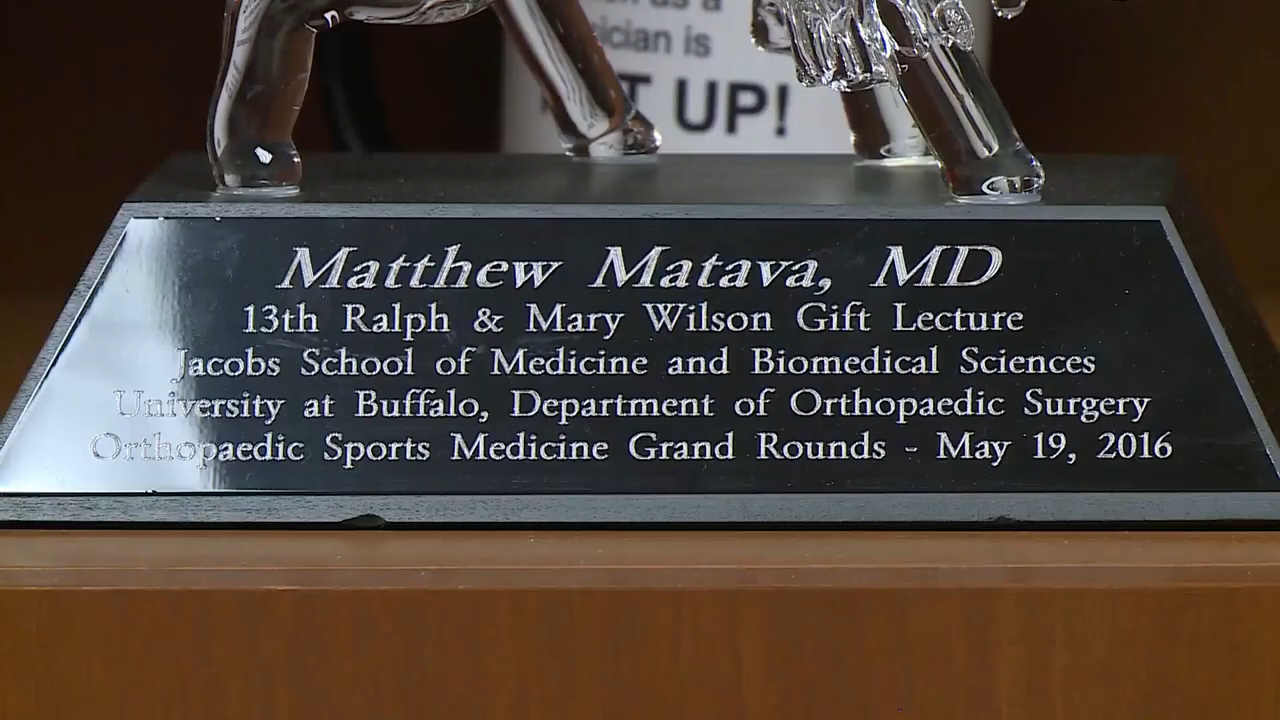 as a
ician is
UP!
Matthew Matava, MD
13th Ralph & Mary Wilson Gift Lecture
Jacobs School of Medicine and Biomedical Sciences
University at Buffalo, Department of Orthopaedic Surgery
Orthopaedic Sports Medicine Grand Rounds - May 19, 2016